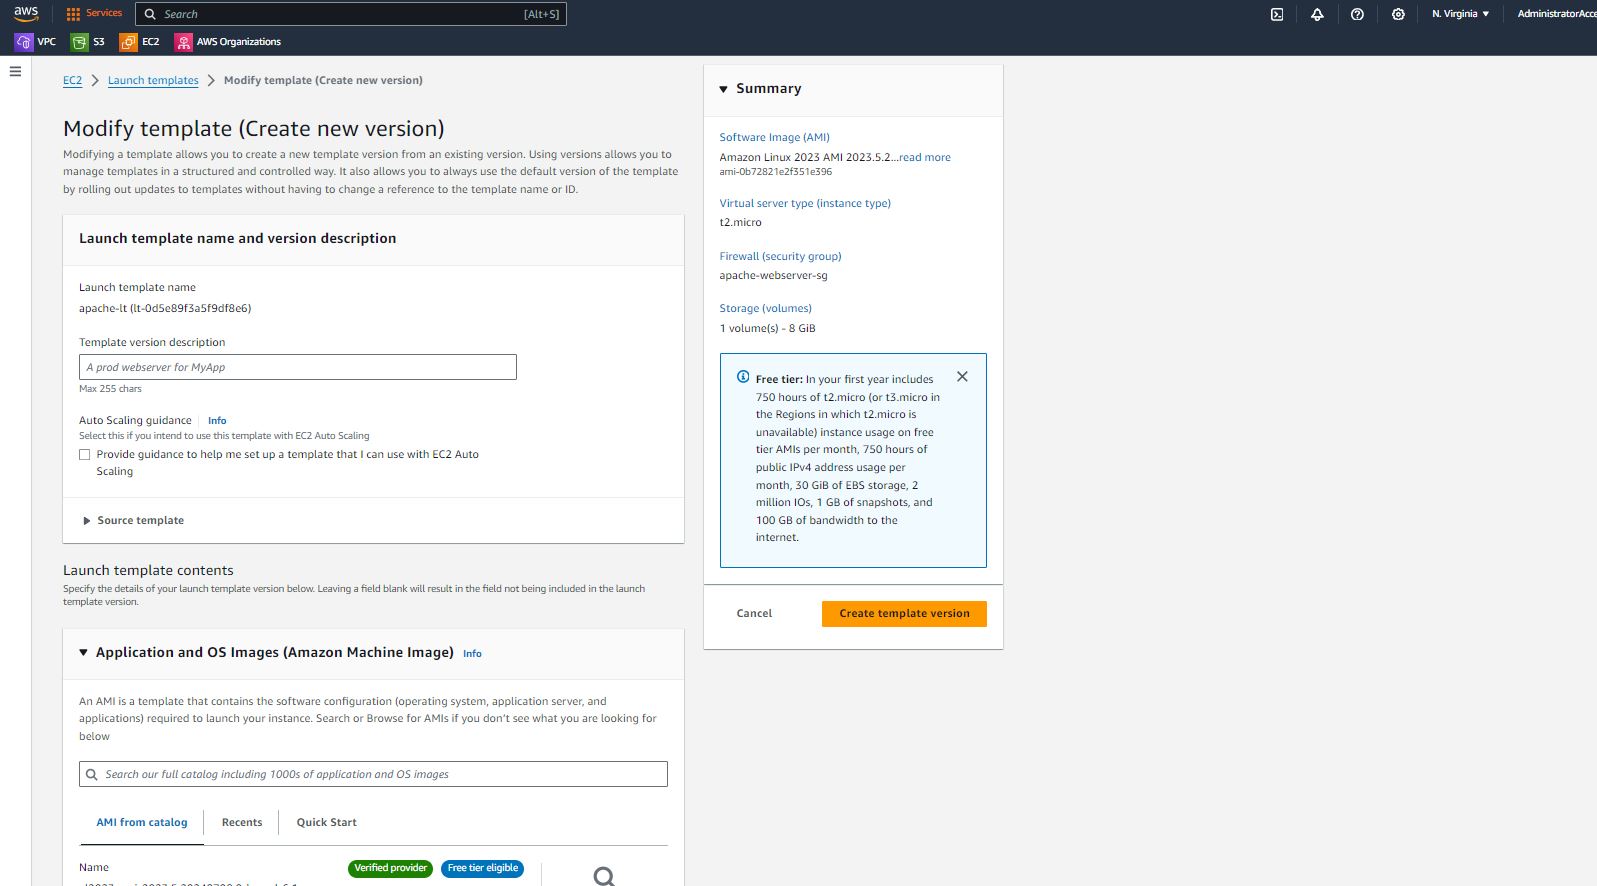 aws
Services
Search
[Alt+S]
N. Virginia
AdministratorAcce
VPC
S3
EC2
AWS Organizations
EC2
Launch templates
Modify template (Create new version)
Modify template (Create new version)
Modifying a template allows you to create a new template version from an existing version. Using versions allows you to
manage templates in a structured and controlled way. It also allows you to always use the default version of the template
by rolling out updates to templates without having to change a reference to the template name or ID.
Launch template name and version description
Launch template name
apache-lt (lt-0d5e89f3a5f9df8e6)
Template version description
A prod webserver for MyApp
Max 255 chars
Auto Scaling guidance
Info
Select this if you intend to use this template with EC2 Auto Scaling
Provide guidance to help me set up a template that I can use with EC2 Auto
Scaling
Source template
Launch template contents
Specify the details of your launch template version below. Leaving a field blank will result in the field not being included in the launch
template version.
Application and OS Images (Amazon Machine Image)
Info
An AMI is a template that contains the software configuration (operating system, application server, and
applications) required to launch your instance. Search or Browse for AMIs if you don't see what you are looking for
below
Search our full catalog including 1000s of application and OS images
AMI from catalog
Recents
Quick Start
Name
Verified provider
Free tier eligible
Summary
Software Image (AMI)
Amazon Linux 2023 AMI 2023.5.2...read more
ami-0b72821e2f351e396
Virtual server type (instance type)
t2.micro
Firewall (security group)
apache-webserver-sg
Storage (volumes)
1 volume(s) - 8 GiB
Free tier: In your first year includes
750 hours of t2.micro (or t3.micro in
the Regions in which t2.micro is
unavailable) instance usage on free
tier AMIs per month, 750 hours of
public IPv4 address usage per
month, 30 GiB of EBS storage, 2
million IOs, 1 GB of snapshots, and
100 GB of bandwidth to the
internet.
Cancel
Create template version